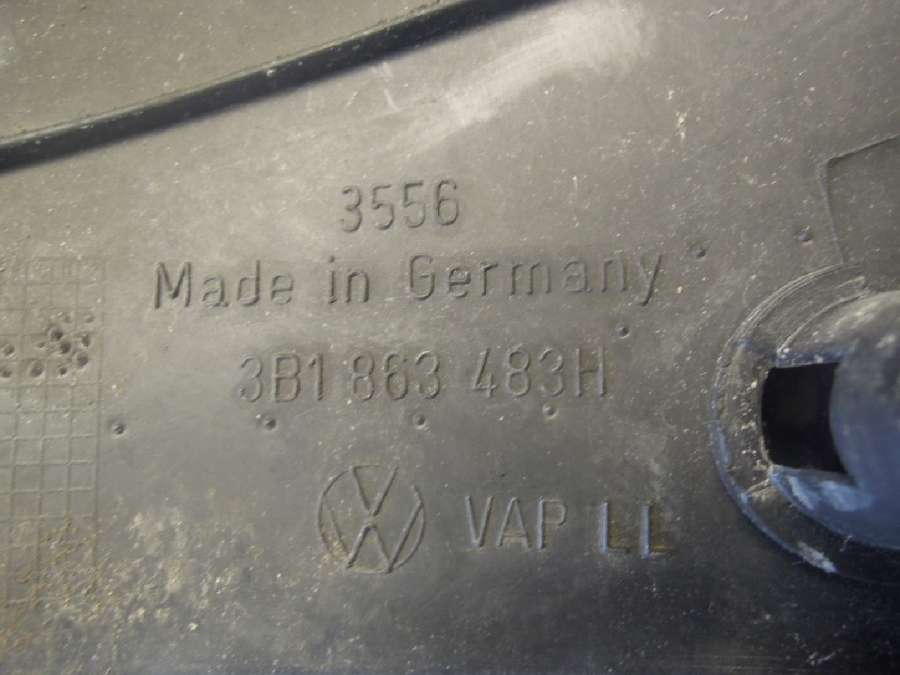 3556
Made in Germany
3B1 863 483H
VAP LL